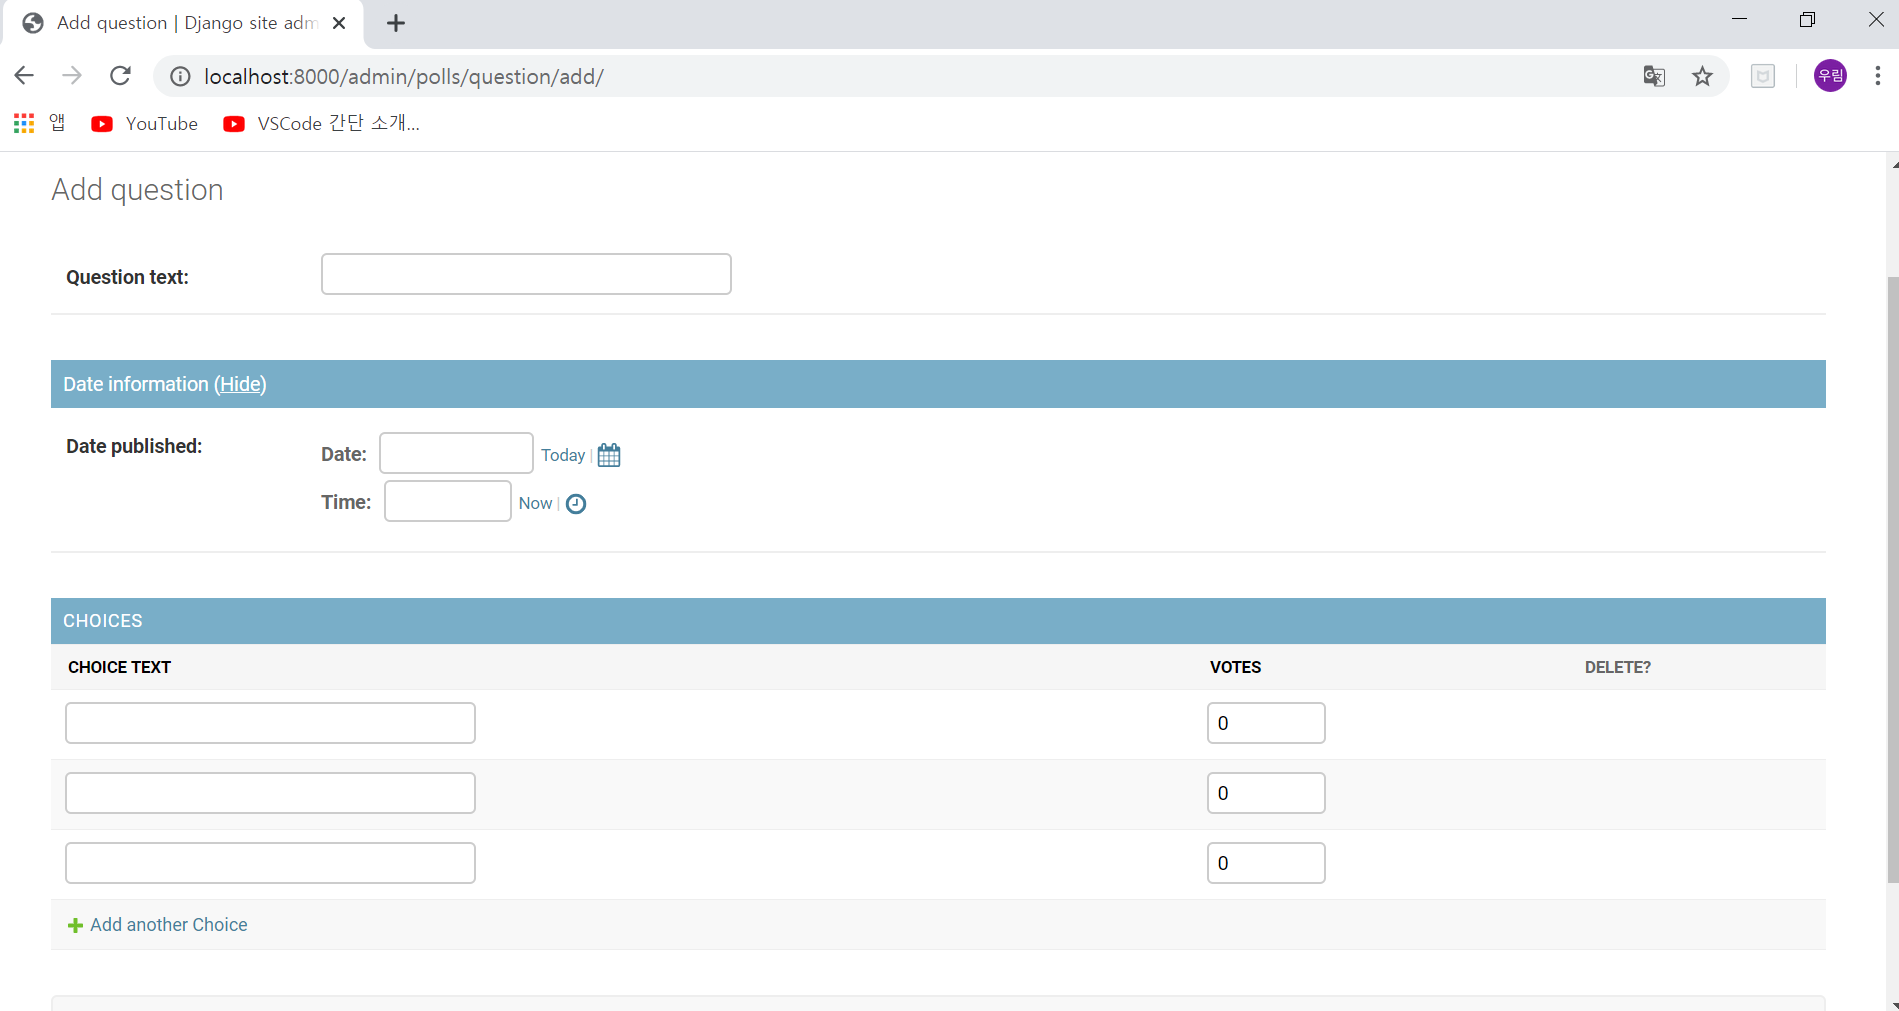 Add question | Django site adm
localhost:8000/admin/polls/question/add/
우림
앱 YouTube VSCode 간단 소개...
Add question
Question text:
Date information (Hide)
Date published:
Date: Today |
Time: Now |
CHOICES
CHOICE TEXT VOTES DELETE?
0
0
0
Add another Choice